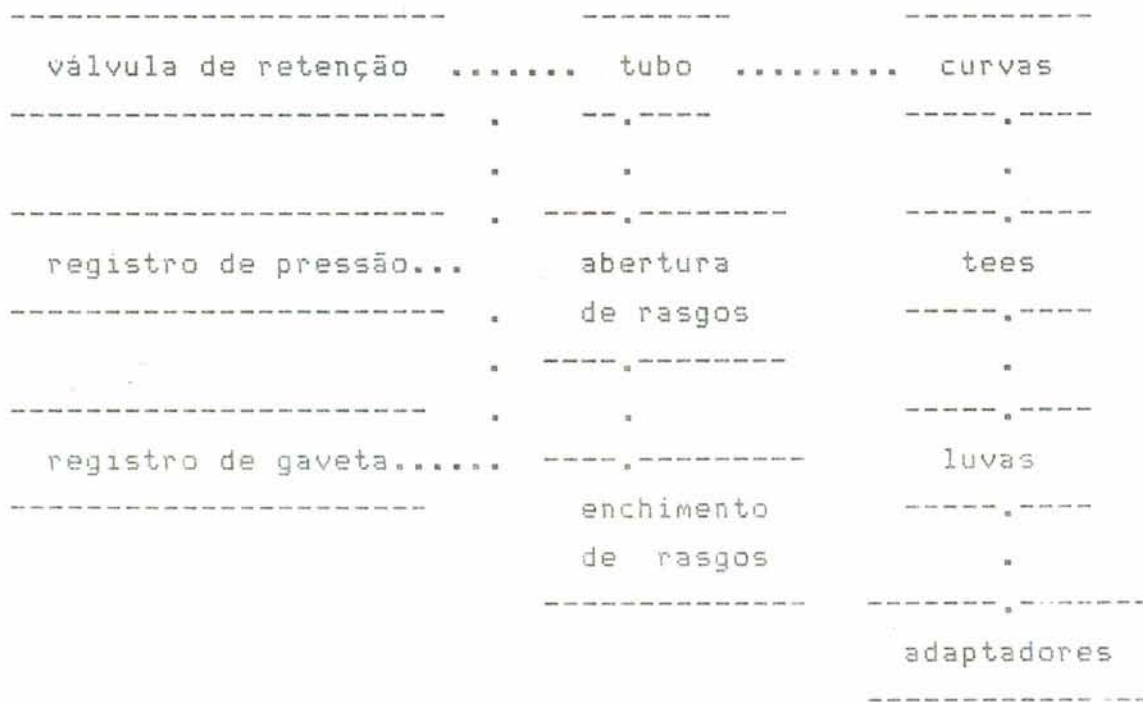 válvula de retenção ....... tubo ......... curvas
registro de pressão... abertura tees
de rasgos
registro de gaveta...... luvas
enchimento
de rasgos
adaptadores